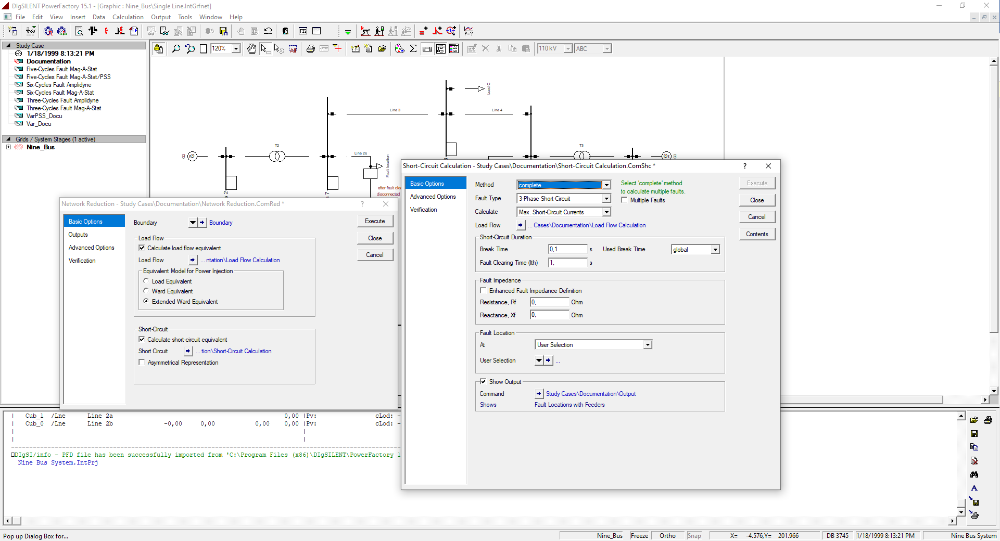 DIgSILENT PowerFactory 15.1 - [Graphic : Nine_Bus\Single Line.IntGrfnet]
File Edit View Insert Data Calculation Output Tools Window Help
Study Case
1/18/1999 8:13:21 PM
Documentation
Five-Cycles Fault Mag-A-Stat
Five-Cycles Fault Mag-A-Stat/PSS
Six-Cycles Fault Amplidyne
Six-Cycles Fault Mag-A-Stat
Three-Cycles Fault Amplidyne
Three-Cycles Fault Mag-A-Stat
VarPSS_Docu
Var_Docu
Grids / System Stages (1 active)
Nine_Bus
120%
110 kV
ABC
Load C
Line 3
Line 4
T2
T3
G2
G3
Line 2a
Fault location
after fault clea
disconnected
2
7
Network Reduction - Study Cases\Documentation\Network Reduction.ComRed *
Basic Options
Outputs
Advanced Options
Verification
Boundary
Boundary
Load Flow
Calculate load flow equivalent
Load Flow ... ntation\Load Flow Calculation
Equivalent Model for Power Injection
Load Equivalent
Ward Equivalent
Extended Ward Equivalent
Short-Circuit
Calculate short-circuit equivalent
Short Circuit ... tion\Short-Circuit Calculation
Asymmetrical Representation
Execute
Close
Cancel
Short-Circuit Calculation - Study Cases\Documentation\Short-Circuit Calculation.ComShc *
Basic Options
Advanced Options
Verification
Method complete
Fault Type 3-Phase Short-Circuit
Calculate Max. Short-Circuit Currents
Load Flow ... Cases\Documentation\Load Flow Calculation
Select 'complete' method
to calculate multiple faults.
Multiple Faults
Short-Circuit Duration
Break Time 0,1 s Used Break Time global
Fault Clearing Time (Ith) 1, s
Fault Impedance
Enhanced Fault Impedance Definition
Resistance, Rf 0, Ohm
Reactance, Xf 0, Ohm
Fault Location
At User Selection
User Selection ...
Show Output
Command Study Cases\Documentation\Output
Shows Fault Locations with Feeders
Execute
Close
Cancel
Contents
| Cub_1 /Lne Line 2a 0,00 |Pv: cLod: -
| Cub_0 /Lne Line 2b -0,00 0,00 0,00 0,00 |Pv: cLod: -
DIgSI/info - PFD file has been successfully imported from 'C:\Program Files (x86)\DIgSILENT\PowerFactory 1
Nine Bus System.IntPrj
Pop up Dialog Box for...
Nine_Bus Freeze Ortho Snap X= -4.576,Y= 201.966 DB 3745 1/18/1999 8:13:21 PM Nine Bus System